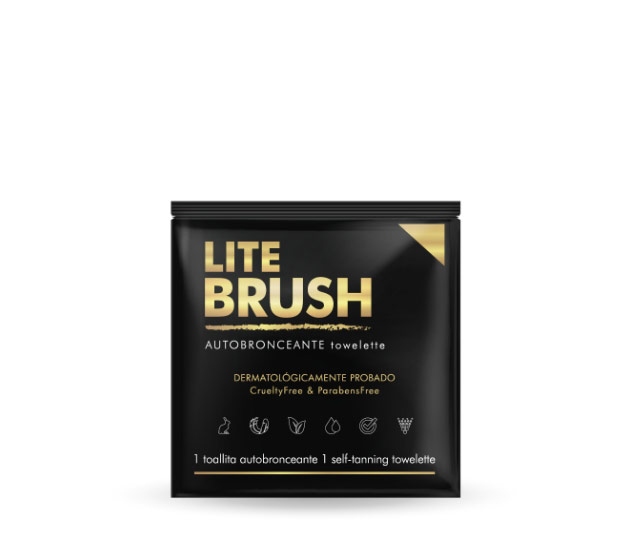 LITE
BRUSH
AUTOBRONCEANTE towelette
DERMATOLÓGICAMENTE PROBADO
CrueltyFree & ParabensFree
1 toallita autobronceante 1 self-tanning towelette